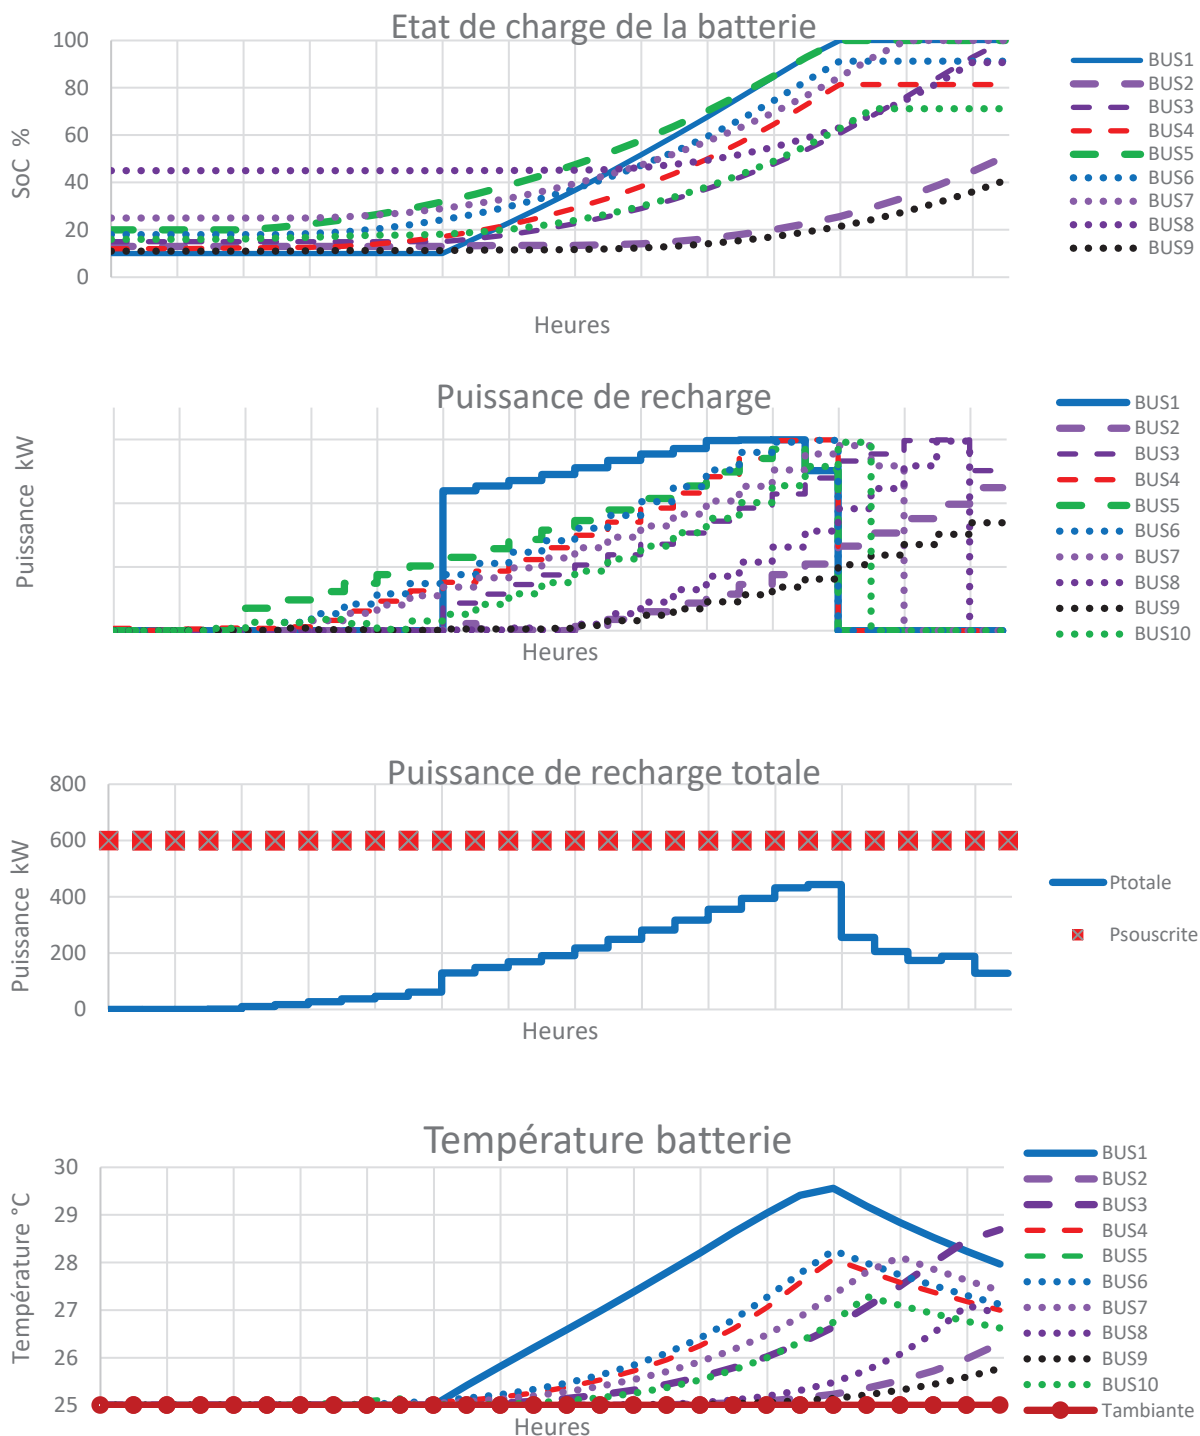 Etat de charge de la batterie
SoC %
100
80
60
40
20
0
Heures
BUS1
BUS2
BUS3
BUS4
BUS5
BUS6
BUS7
BUS8
BUS9
Puissance de recharge
Puissance kW
Heures
BUS1
BUS2
BUS3
BUS4
BUS5
BUS6
BUS7
BUS8
BUS9
BUS10
Puissance de recharge totale
Puissance kW
800
600
400
200
0
Heures
Ptotale
Psouscrite
Température batterie
Température °C
30
29
28
27
26
25
Heures
BUS1
BUS2
BUS3
BUS4
BUS5
BUS6
BUS7
BUS8
BUS9
BUS10
Tambiante